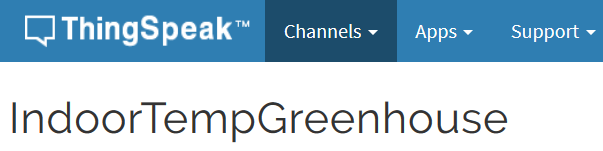 ThingSpeak™ Channels Apps Support
IndoorTempGreenhouse